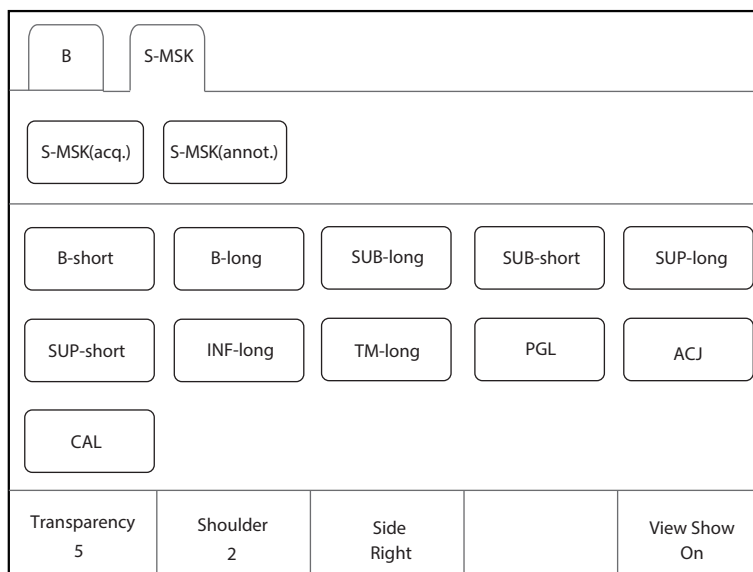 B
S-MSK
S-MSK(acq.)
S-MSK(annot.)
B-short
B-long
SUB-long
SUB-short
SUP-long
SUP-short
INF-long
TM-long
PGL
ACJ
CAL
Transparency
5
Shoulder
2
Side
Right
View Show
On